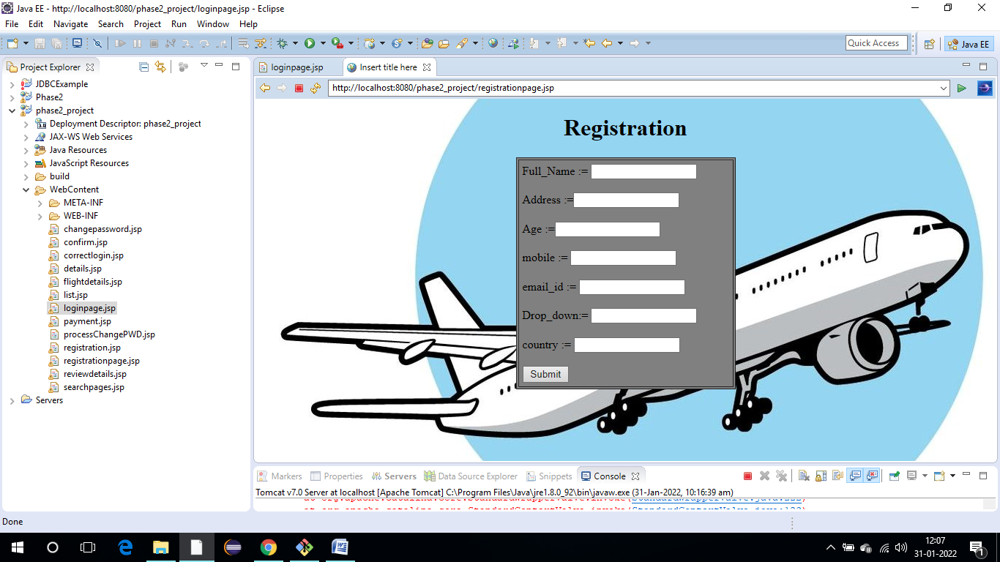 Java EE - http://localhost:8080/phase2_project/loginpage.jsp - Eclipse
File Edit Navigate Search Project Run Window Help
Quick Access
Java EE
Project Explorer
JDBCExample
Phase2
phase2_project
Deployment Descriptor: phase2_project
JAX-WS Web Services
Java Resources
JavaScript Resources
build
WebContent
META-INF
WEB-INF
changepassword.jsp
confirm.jsp
correctlogin.jsp
details.jsp
flightdetails.jsp
list.jsp
loginpage.jsp
payment.jsp
processChangePWD.jsp
registration.jsp
registrationpage.jsp
reviewdetails.jsp
searchpages.jsp
Servers
loginpage.jsp
Insert title here
http://localhost:8080/phase2_project/registrationpage.jsp
Registration
Full_Name :=
Address :=
Age :=
mobile :=
email_id :=
Drop_down:=
country :=
Submit
Markers Properties Servers Data Source Explorer Snippets Console
Tomcat v7.0 Server at localhost [Apache Tomcat] C:\Program Files\Java\jre1.8.0_92\bin\javaw.exe (31-Jan-2022, 10:16:39 am)
Done
12:07
31-01-2022
1